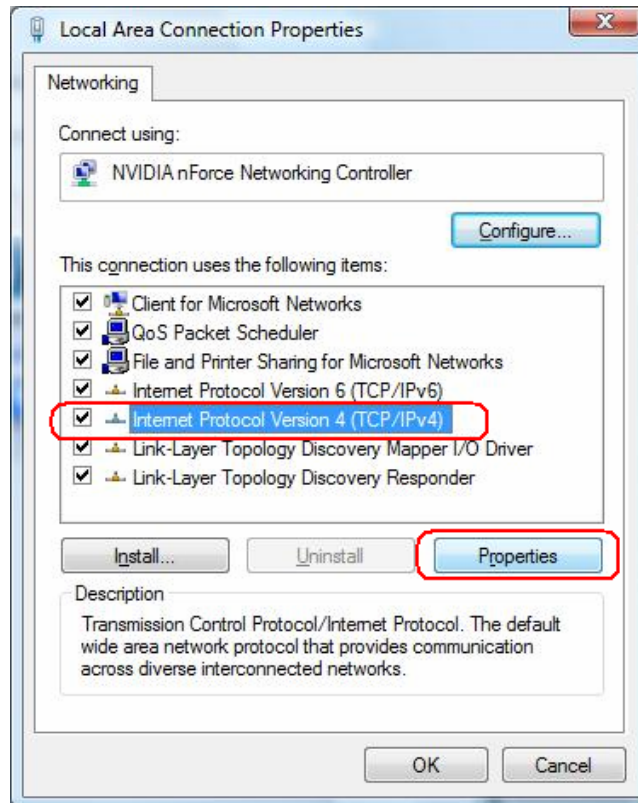 Local Area Connection Properties
Networking
Connect using:
NVIDIA nForce Networking Controller
Configure...
This connection uses the following items:
Client for Microsoft Networks
QoS Packet Scheduler
File and Printer Sharing for Microsoft Networks
Internet Protocol Version 6 (TCP/IPv6)
Internet Protocol Version 4 (TCP/IPv4)
Link-Layer Topology Discovery Mapper I/O Driver
Link-Layer Topology Discovery Responder
Install...
Uninstall
Properties
Description
Transmission Control Protocol/Internet Protocol. The default
wide area network protocol that provides communication
across diverse interconnected networks.
OK
Cancel